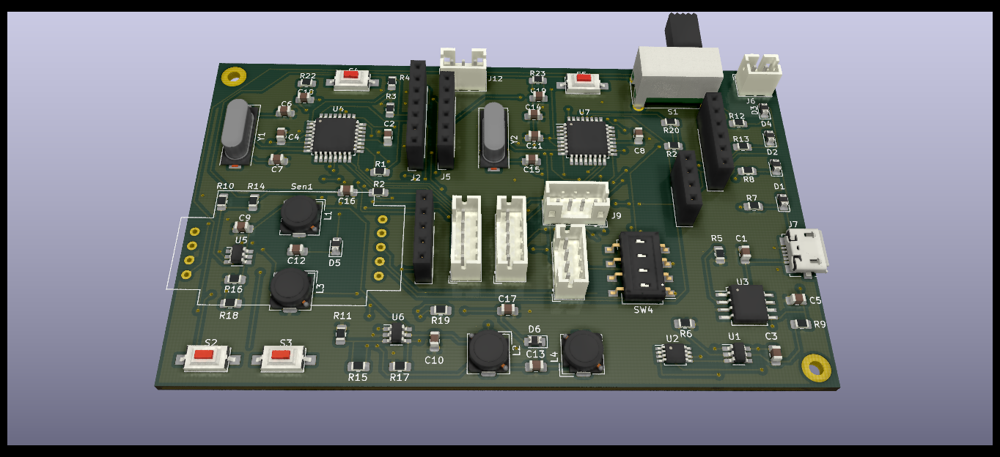 R22
R4
J12
R23
C18
C19
S1
J6
C6
U4
R3
C14
U7
D3
R12
D4
R20
Y1
C4
C2
Y2
C11
C8
R13
D2
R2
C7
R1
J2
J5
C15
R8
D1
R10
R14
Sen1
C16
R2
R7
L1
J9
J7
C9
U5
C12
D5
R5
C1
R16
L3
U3
R18
SW4
C5
R11
U6
R19
C17
D6
R6
R9
S2
S3
C10
L2
C13
L4
U2
U1
C3
R15
R17